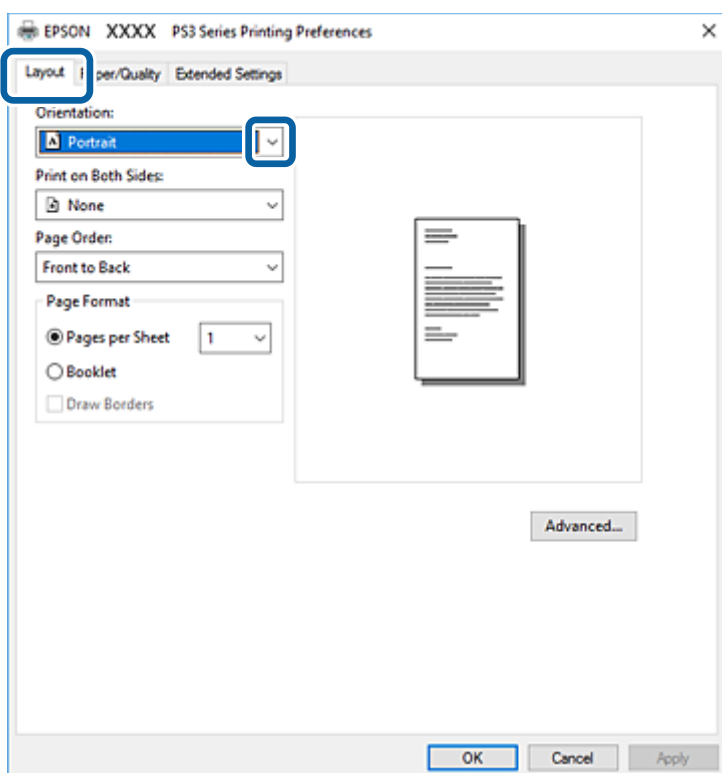 EPSON XXXX PS3 Series Printing Preferences
Layout per/Quality Extended Settings
Orientation:
A Portrait
Print on Both Sides:
None
Page Order:
Front to Back
Page Format
Pages per Sheet 1
Booklet
Draw Borders
Advanced...
OK Cancel Apply